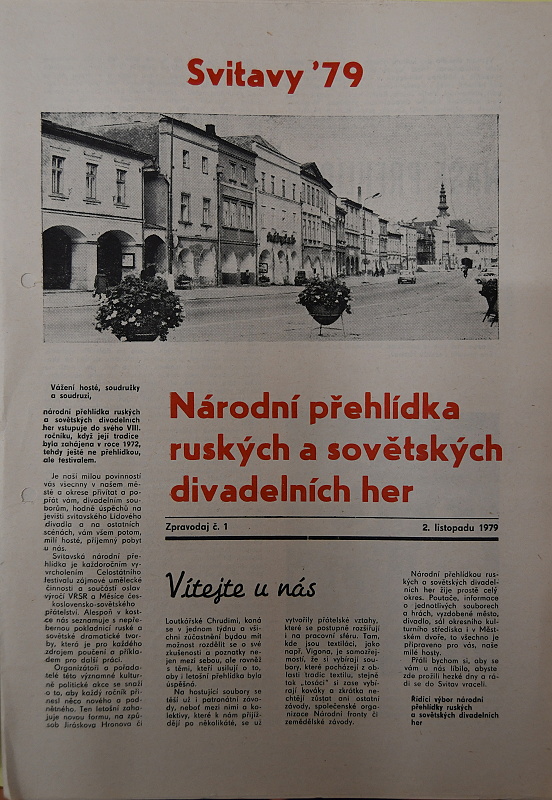 Svitavy '79
Vážení hosté, soudružky
a soudruzi,
národní přehlídka ruských
a sovětských divadelních
her vstupuje do svého VIII.
ročníku, když její tradice
byla zahájena v roce 1972,
tehdy ještě ne přehlídkou,
ale festivalem.
Je naší milou povinností
vás všechny v našem mě-
stě a okrese přivítat a po-
přát vám, divadelním sou-
borům, hodně úspěchů na
jevišti svitavského Lidového
divadla a na ostatních
scénách, vám všem potom,
milí hosté, příjemný pobyt
u nás.
Svitavská národní pře-
hlídka je každoročním vy-
vrcholením Celostátního
festivalu zájmové umělecké
činnosti a součástí oslav
výročí VŘSR a Měsíce čes-
koslovensko-sovětského
přátelství. Alespoň v kost-
ce nás seznamuje s nepře-
bernou pokladnicí ruské a
sovětské dramatické tvor-
by, která je pro každého
zdrojem poučení a příkla-
dem pro další práci.
Organizátoři a pořada-
telé této významné kultur-
ně politické akce se snaží
o to, aby každý ročník při-
nesl něco nového a pod-
nětného. Ten letošní zaha-
juje novou formu, na způ-
sob Jiráskova Hronova či
Národní přehlídka
ruských a sovětských
divadelních her
Zpravodaj č. 1
2. listopadu 1979
Vítejte u nás
Loutkářské Chrudimi, koná
se v jednom týdnu a vši-
chni zúčastnění budou mít
možnost rozdělit se o své
zkušenosti a poznatky ne-
jen mezi sebou, ale rovněž
s těmi, kteří usilují o to,
aby i letošní přehlídka byla
úspěšná.
Na hostující soubory se
těší už i patronátní závo-
dy, neboť mezi nimi a ko-
lektivy, které k nám přijíž-
dějí po několikáté, se už
vytvořily přátelské vztahy,
které se postupně rozšiřují
i na pracovní sféru. Tam,
kde jsou textiláci, jako
např. Vigona, je samozřej-
mostí, že si vybírají sou-
bory, které pocházejí z ob-
lasti tradic textilu, stejně
tak „tosáci" si zase vybí-
rají kováky a zkrátka ne-
chtějí zůstat ani ostatní
závody, společenské orga-
nizace Národní fronty či
zemědělské závody.
Národní přehlídkou rus-
kých a sovětských divadel-
ních her žije prostě celý
okres. Poutače, informace
o jednotlivých souborech
a hrách, vyzdobené město,
divadlo, sál okresního kul-
turního střediska i v Měst-
ském dvoře, to všechno je
připraveno pro vás, naše
milé hosty.
Přáli bychom si, aby se
vám u nás líbilo, abyste
zde prožili hezké dny a rá-
di se do Svitav vraceli.
Řídící výbor národní
přehlídky ruských
a sovětských divadelních
her